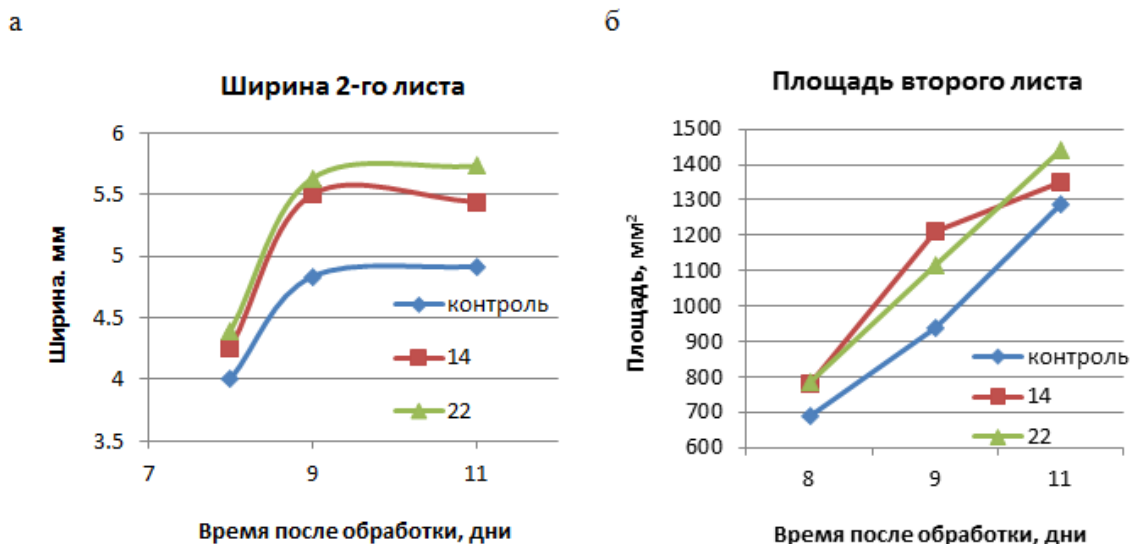 а
Ширина 2-го листа
Ширина. мм
6
5.5
5
4.5
4
3.5
7
9
11
контроль
14
22
Время после обработки, дни
б
Площадь второго листа
Площадь, мм²
1500
1400
1300
1200
1100
1000
900
800
700
600
8
9
11
контроль
14
22
Время после обработки, дни